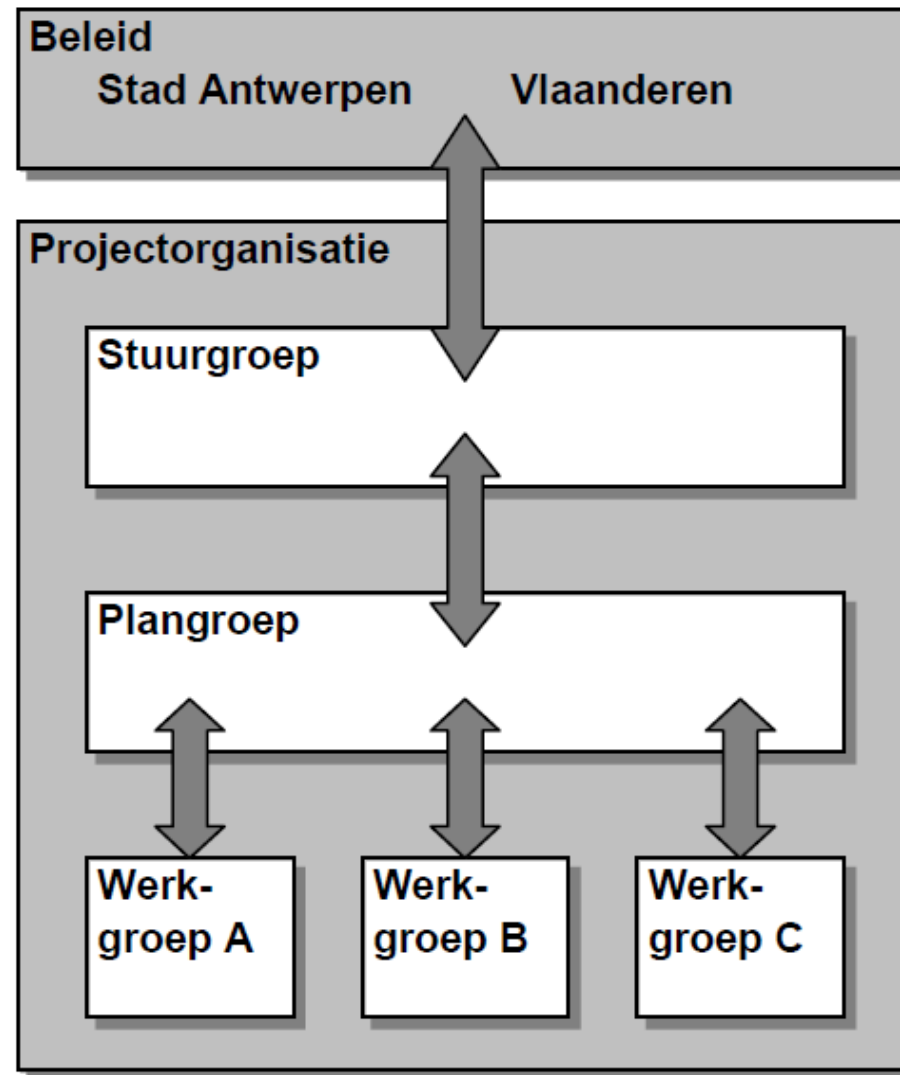 Beleid
Stad Antwerpen Vlaanderen
Projectorganisatie
Stuurgroep
Plangroep
Werk-
groep A
Werk-
groep B
Werk-
groep C